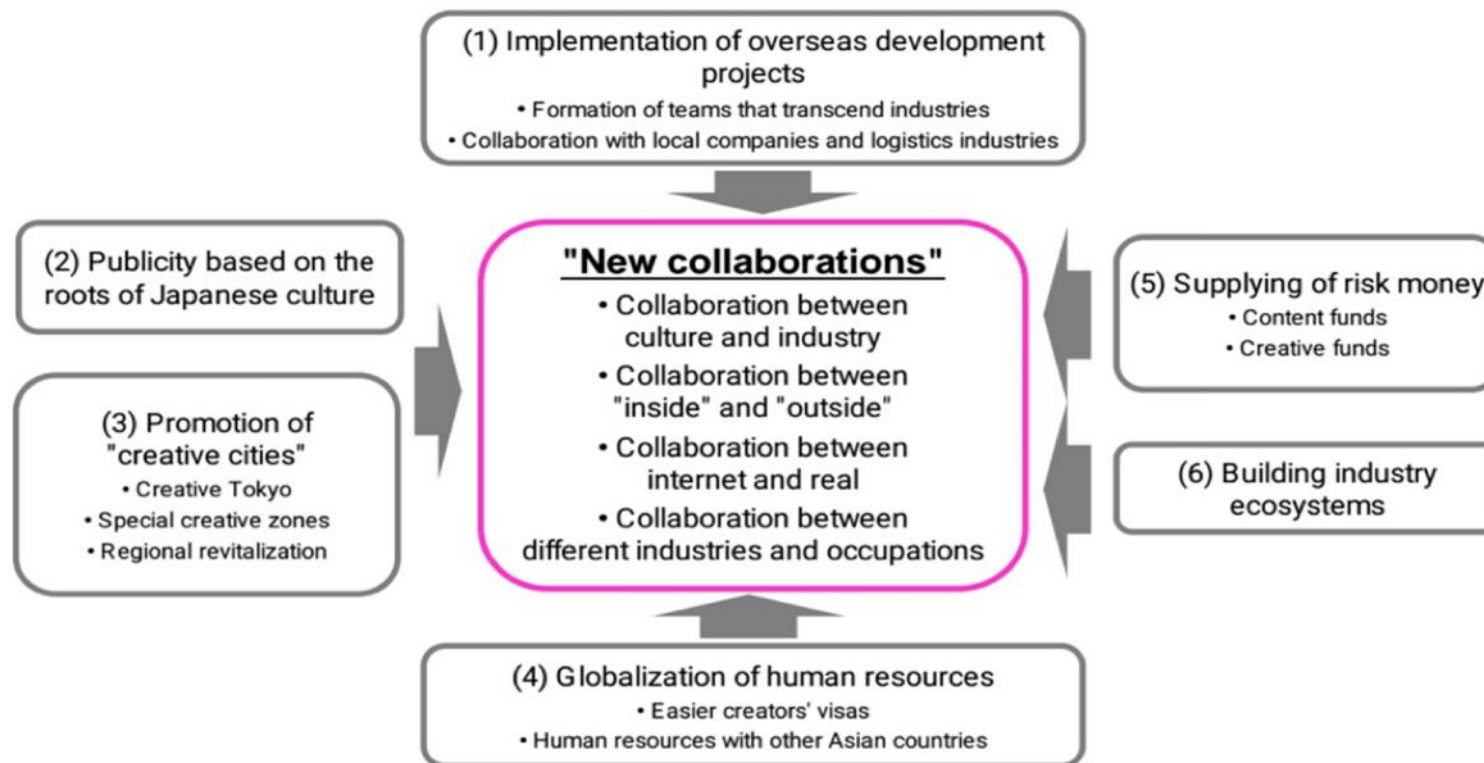 (1) Implementation of overseas development
projects
• Formation of teams that transcend industries
• Collaboration with local companies and logistics industries
(2) Publicity based on the
roots of Japanese culture
(3) Promotion of
"creative cities"
• Creative Tokyo
• Special creative zones
• Regional revitalization
"New collaborations"
• Collaboration between
culture and industry
• Collaboration between
"inside" and "outside"
• Collaboration between
internet and real
• Collaboration between
different industries and occupations
(5) Supplying of risk money
• Content funds
• Creative funds
(6) Building industry
ecosystems
(4) Globalization of human resources
• Easier creators' visas
• Human resources with other Asian countries